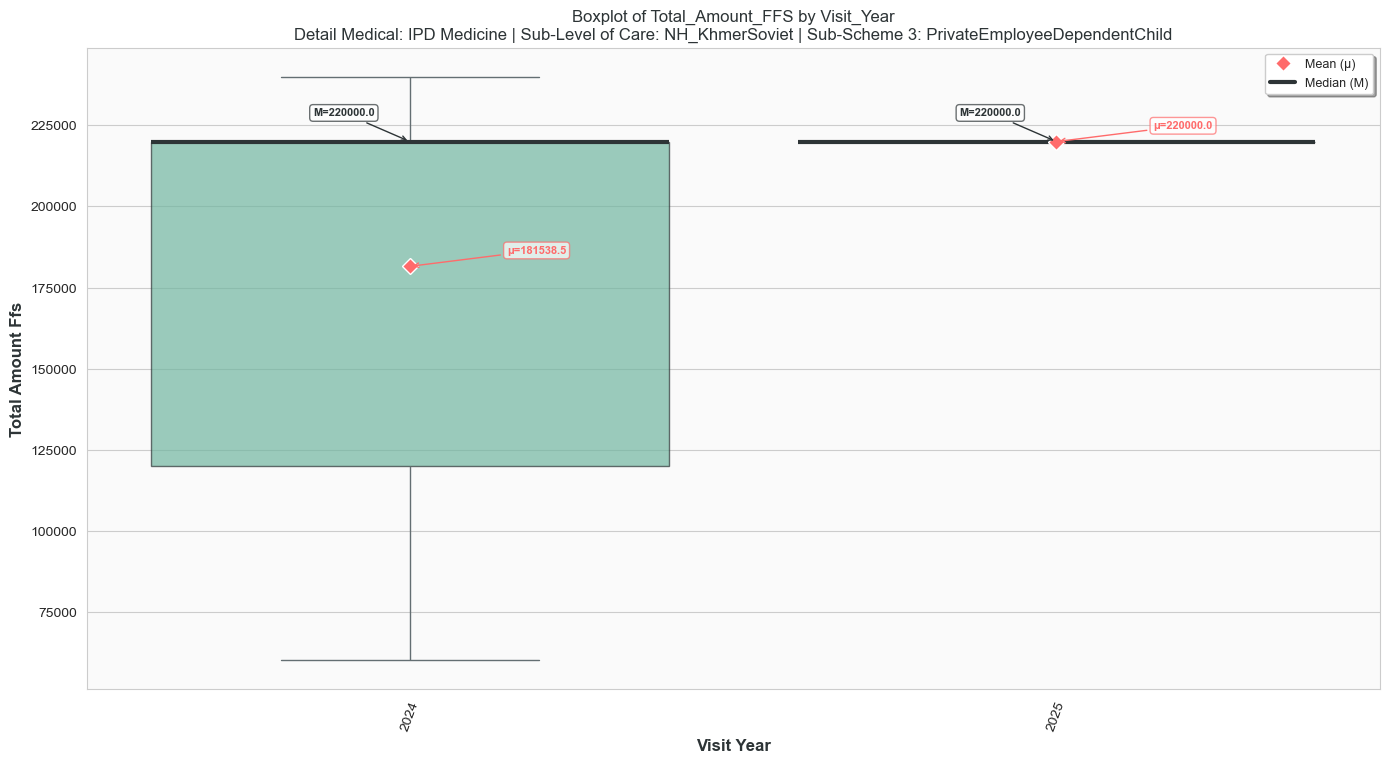 Boxplot of Total_Amount_FFS by Visit_Year
Detail Medical: IPD Medicine | Sub-Level of Care: NH_KhmerSoviet | Sub-Scheme 3: PrivateEmployeeDependentChild
Mean (μ)
Median (M)
M=220000.0
M=220000.0
μ=220000.0
μ=181538.5
225000
200000
175000
150000
125000
100000
75000
Total Amount Ffs
2024
2025
Visit Year